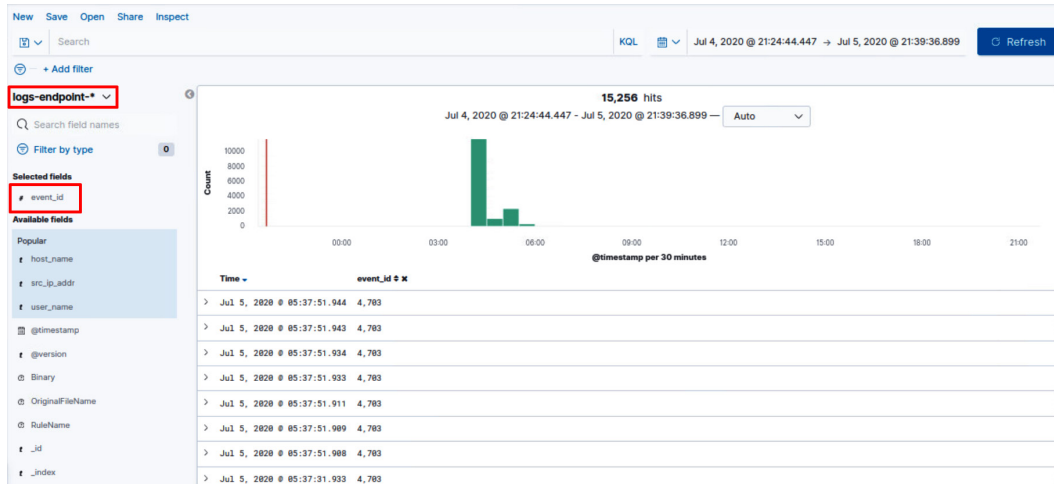 New Save Open Share Inspect
Search KQL Jul 4, 2020 @ 21:24:44.447 → Jul 5, 2020 @ 21:39:36.899 Refresh
+ Add filter
logs-endpoint-*
Search field names
Filter by type 0
Selected fields
# event_id
Available fields
Popular
t host_name
t src_ip_addr
t user_name
@timestamp
t @version
Binary
OriginalFileName
RuleName
t _id
t _index
15,256 hits
Jul 4, 2020 @ 21:24:44.447 - Jul 5, 2020 @ 21:39:36.899 — Auto
Count
10000
8000
6000
4000
2000
0
00:00 03:00 06:00 09:00 12:00 15:00 18:00 21:00
@timestamp per 30 minutes
Time event_id
Jul 5, 2020 @ 05:37:51.944 4,703
Jul 5, 2020 @ 05:37:51.943 4,703
Jul 5, 2020 @ 05:37:51.934 4,703
Jul 5, 2020 @ 05:37:51.933 4,703
Jul 5, 2020 @ 05:37:51.911 4,703
Jul 5, 2020 @ 05:37:51.909 4,703
Jul 5, 2020 @ 05:37:51.908 4,703
Jul 5, 2020 @ 05:37:31.933 4,703